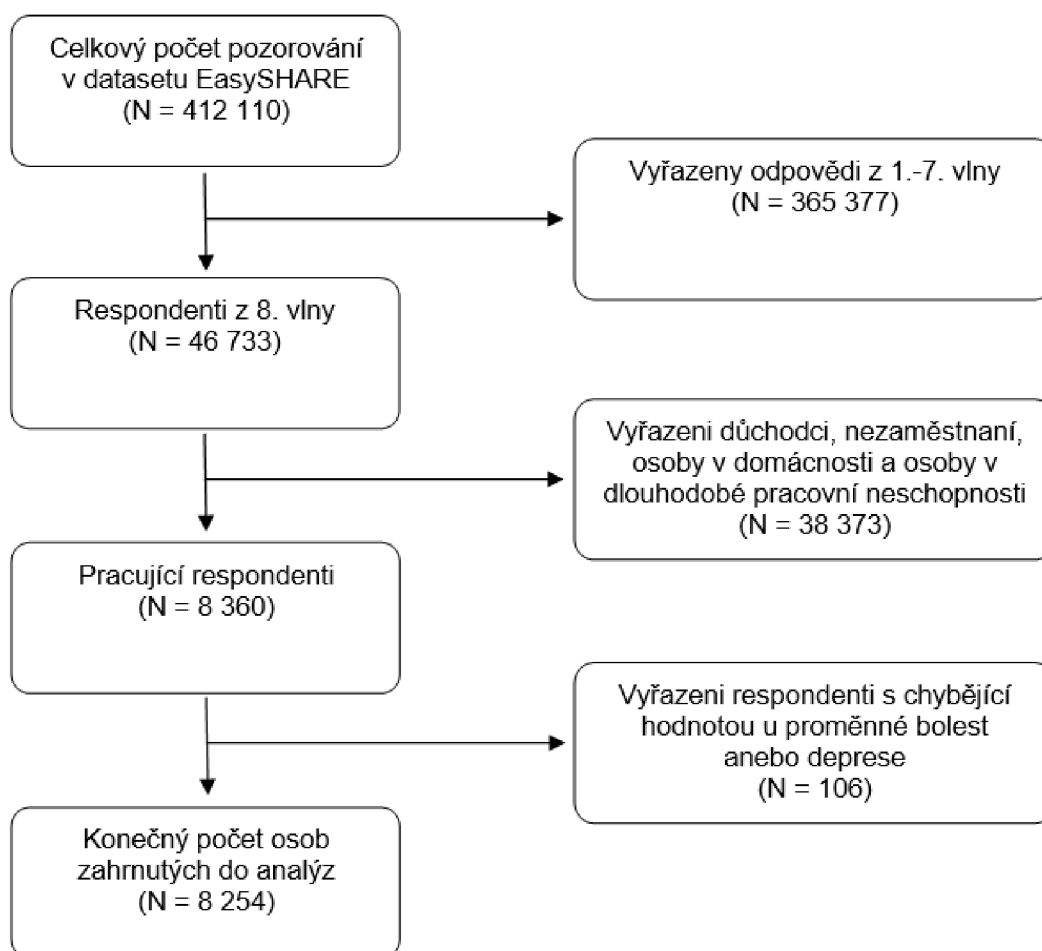 Celkový počet pozorování
v datasetu EasySHARE
(N = 412 110)
Vyřazeny odpovědi z 1.-7. vlny
(N = 365 377)
Respondenti z 8. vlny
(N = 46 733)
Vyřazeni důchodci, nezaměstnaní,
osoby v domácnosti a osoby v
dlouhodobé pracovní neschopnosti
(N = 38 373)
Pracující respondenti
(N = 8 360)
Vyřazeni respondenti s chybějící
hodnotou u proměnné bolest
anebo deprese
(N = 106)
Konečný počet osob
zahrnutých do analýz
(N = 8 254)